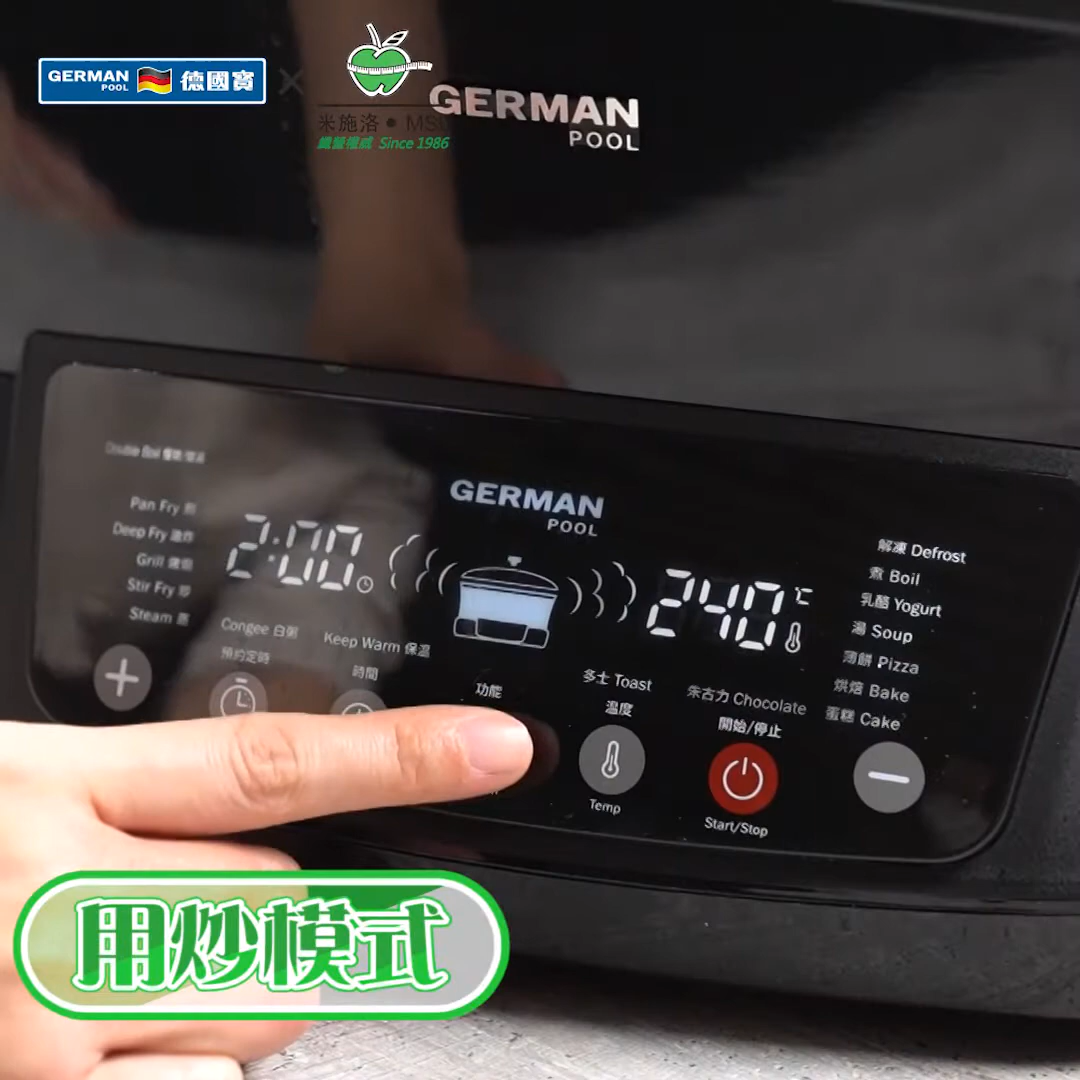 GERMAN
POOL
德國寶
米施洛 • MS
纖營權威 Since 1986
GERMAN
POOL
Double Boil
Pan Fry 煎
Deep Fry 油炸
Grill 燒烤
Stir Fry 炒
Steam 蒸
2:00
GERMAN
POOL
240℃
解凍 Defrost
煮 Boil
乳酪 Yogurt
湯 Soup
薄餅 Pizza
烘焙 Bake
蛋糕 Cake
Congee 白粥
Keep Warm 保溫
多士 Toast
朱古力 Chocolate
預約定時
時間
功能
溫度
開始/停止
+
−
Temp
Start/Stop
用炒模式